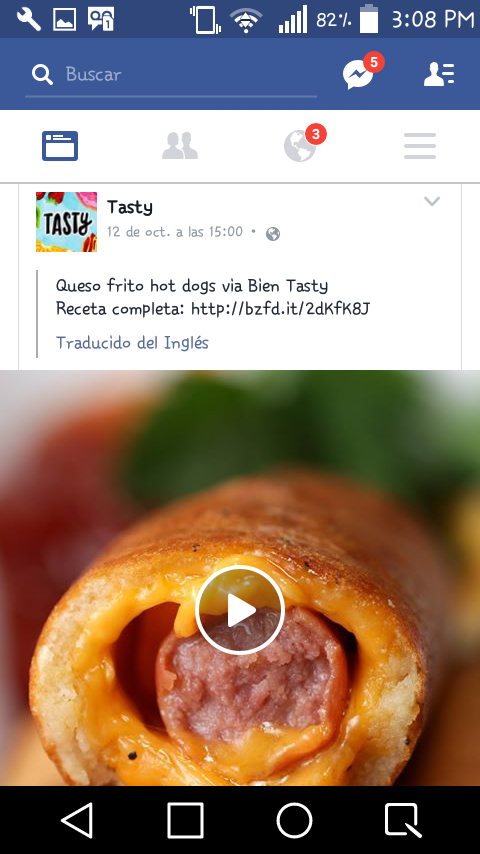 1
82%
3:08 PM
Buscar
5
3
TASTY
Tasty
12 de oct. a las 15:00 •
Queso frito hot dogs via Bien Tasty
Receta completa: http://bzfd.it/2dKfK8J
Traducido del Inglés